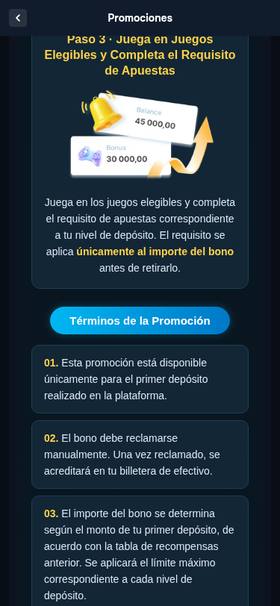 Promociones
Paso 3 · Juega en Juegos
Elegibles y Completa el Requisito
de Apuestas
Balance
45 000,00
Bonus
30 000,00
Juega en los juegos elegibles y completa
el requisito de apuestas correspondiente
a tu nivel de depósito. El requisito se
aplica únicamente al importe del bono
antes de retirarlo.
Términos de la Promoción
01. Esta promoción está disponible
únicamente para el primer depósito
realizado en la plataforma.
02. El bono debe reclamarse
manualmente. Una vez reclamado, se
acreditará en tu billetera de efectivo.
03. El importe del bono se determina
según el monto de tu primer depósito, de
acuerdo con la tabla de recompensas
anterior. Se aplicará el límite máximo
correspondiente a cada nivel de
depósito.